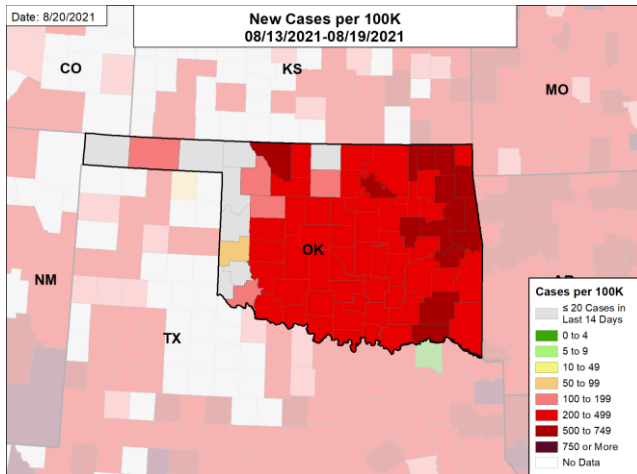 Date: 8/20/2021
New Cases per 100K
08/13/2021-08/19/2021
CO
KS
MO
OK
NM
TX
Cases per 100K
≤ 20 Cases in
Last 14 Days
0 to 4
5 to 9
10 to 49
50 to 99
100 to 199
200 to 499
500 to 749
750 or More
No Data